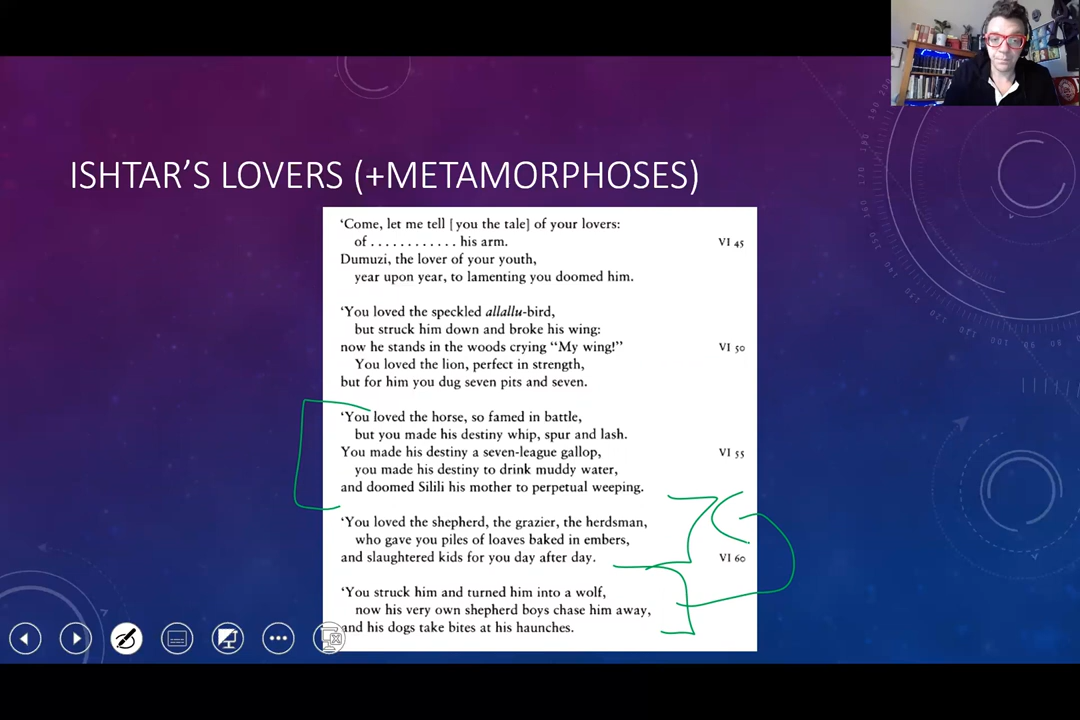 ISHTAR'S LOVERS (+METAMORPHOSES)
'Come, let me tell [you the tale] of your lovers:
of . . . . . . . . . . . . his arm. VI 45
Dumuzi, the lover of your youth,
year upon year, to lamenting you doomed him.
'You loved the speckled allallu-bird,
but struck him down and broke his wing:
now he stands in the woods crying "My wing!" VI 50
You loved the lion, perfect in strength,
but for him you dug seven pits and seven.
'You loved the horse, so famed in battle,
but you made his destiny whip, spur and lash.
You made his destiny a seven-league gallop, VI 55
you made his destiny to drink muddy water,
and doomed Silili his mother to perpetual weeping.
'You loved the shepherd, the grazier, the herdsman,
who gave you piles of loaves baked in embers,
and slaughtered kids for you day after day. VI 60
'You struck him and turned him into a wolf,
now his very own shepherd boys chase him away,
and his dogs take bites at his haunches.